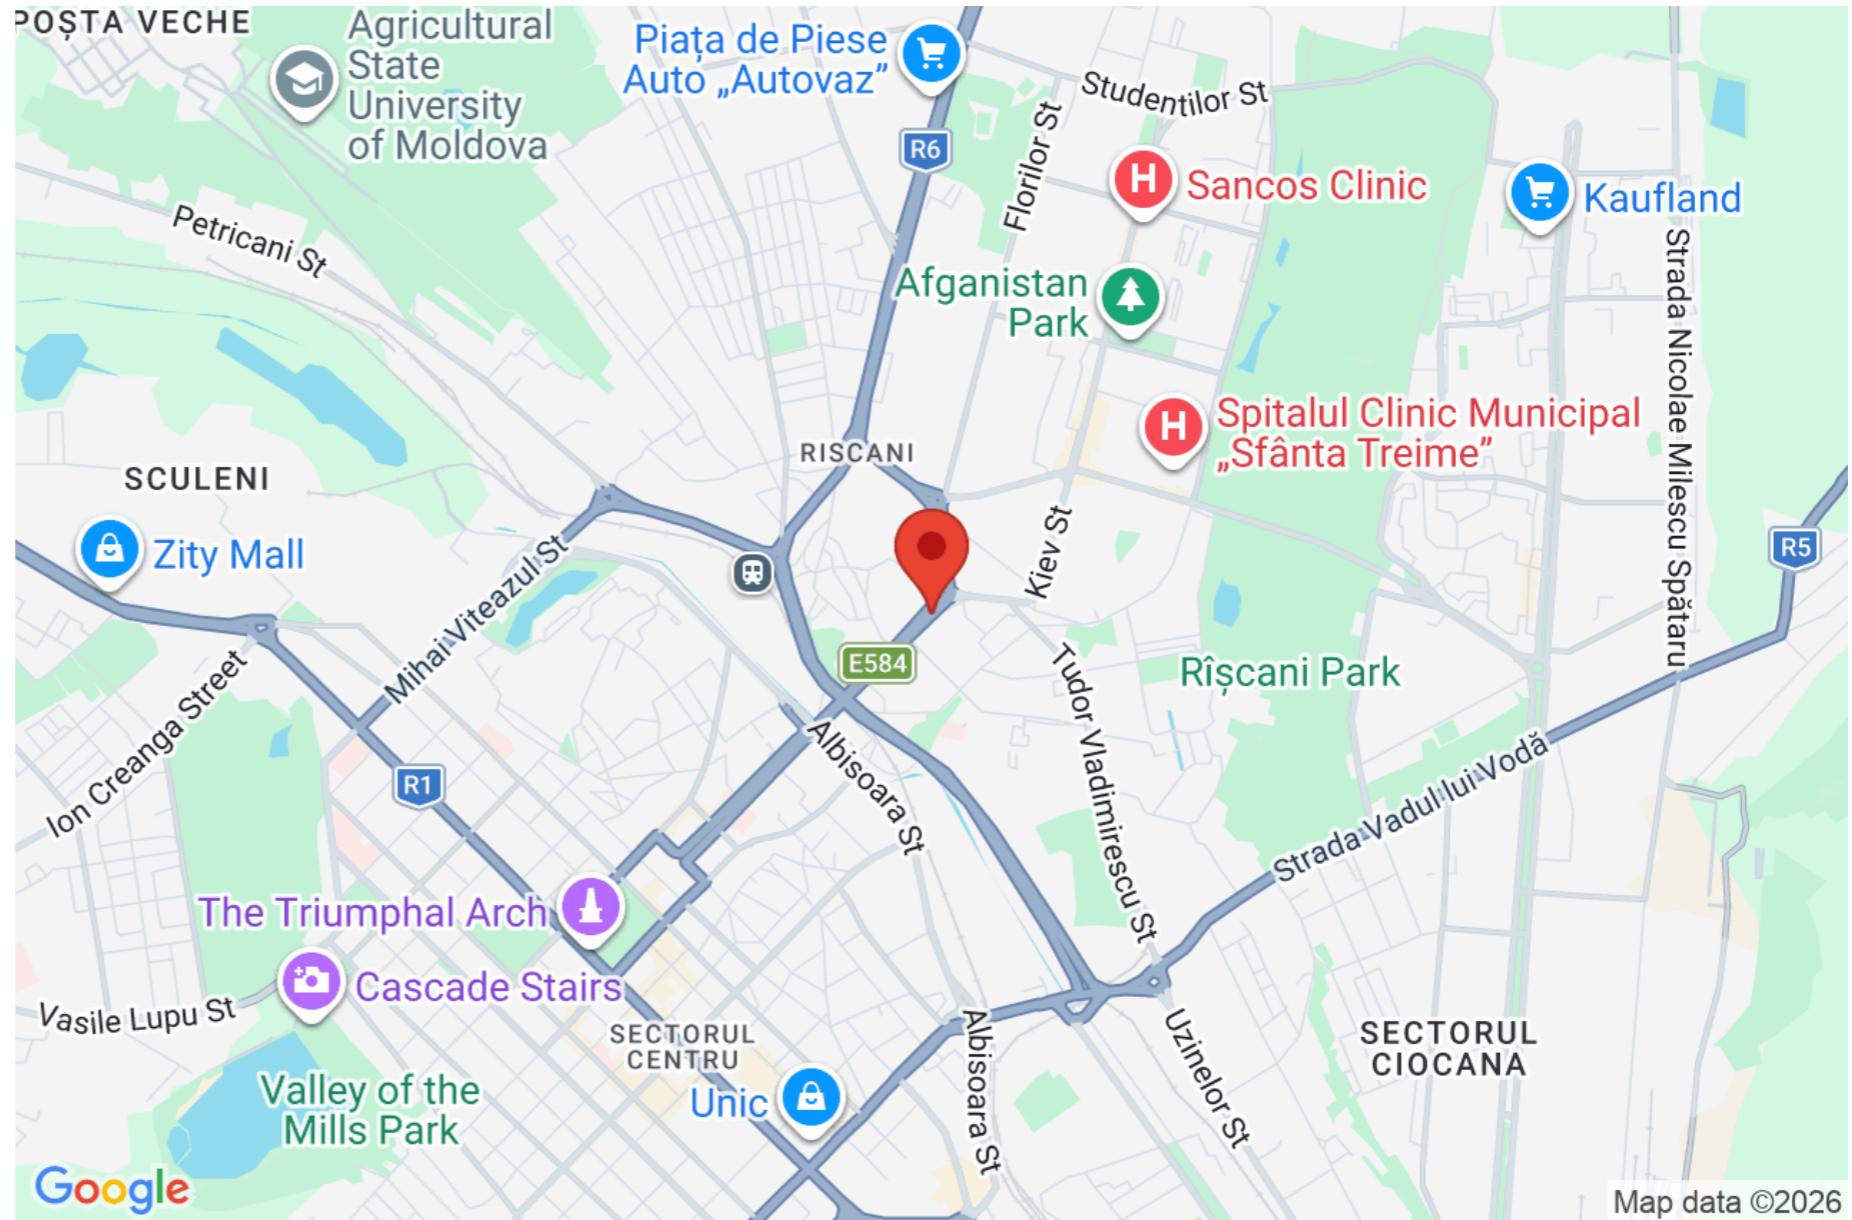 POȘTA VECHE
Agricultural
State
University
of Moldova
Piața de Piese
Auto „Autovaz”
R6
Studentilor St
Florilor St
Sancos Clinic
Kaufland
Petricani St
Afganistan
Park
Strada Nicolae Milescu Spătaru
Spitalul Clinic Municipal
„Sfânta Treime”
RISCANI
SCULENI
Zity Mall
Mihai Viteazul St
Kiev St
R5
E584
Rîșcani Park
Ion Creanga Street
Tudor Vladimirescu St
R1
Albisoara St
Strada Vadul lui Vodă
The Triumphal Arch
Cascade Stairs
Vasile Lupu St
SECTORUL
CENTRU
Albisoara St
Uzinelor St
SECTORUL
CIOCANA
Valley of the
Mills Park
Unic
Google
Map data ©2026